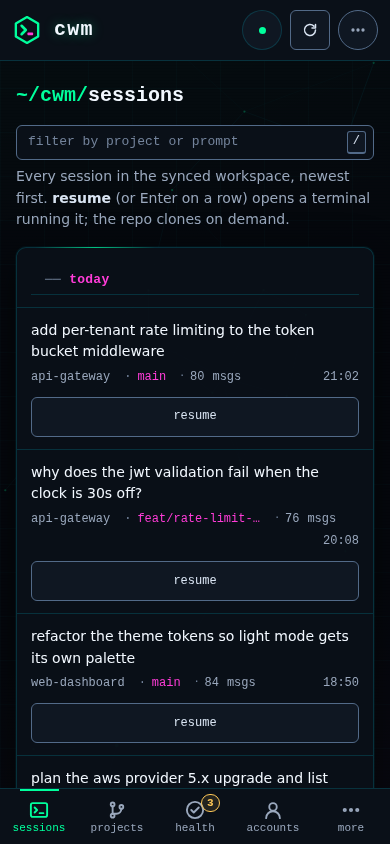 cwm
~/cwm/sessions
filter by project or prompt /
Every session in the synced workspace, newest
first. resume (or Enter on a row) opens a terminal
running it; the repo clones on demand.
— today
add per-tenant rate limiting to the token
bucket middleware
api-gateway · main · 80 msgs 21:02
resume
why does the jwt validation fail when the
clock is 30s off?
api-gateway · feat/rate-limit-… · 76 msgs
20:08
resume
refactor the theme tokens so light mode gets
its own palette
web-dashboard · main · 84 msgs 18:50
resume
plan the aws provider 5.x upgrade and list
3
sessions projects health accounts more